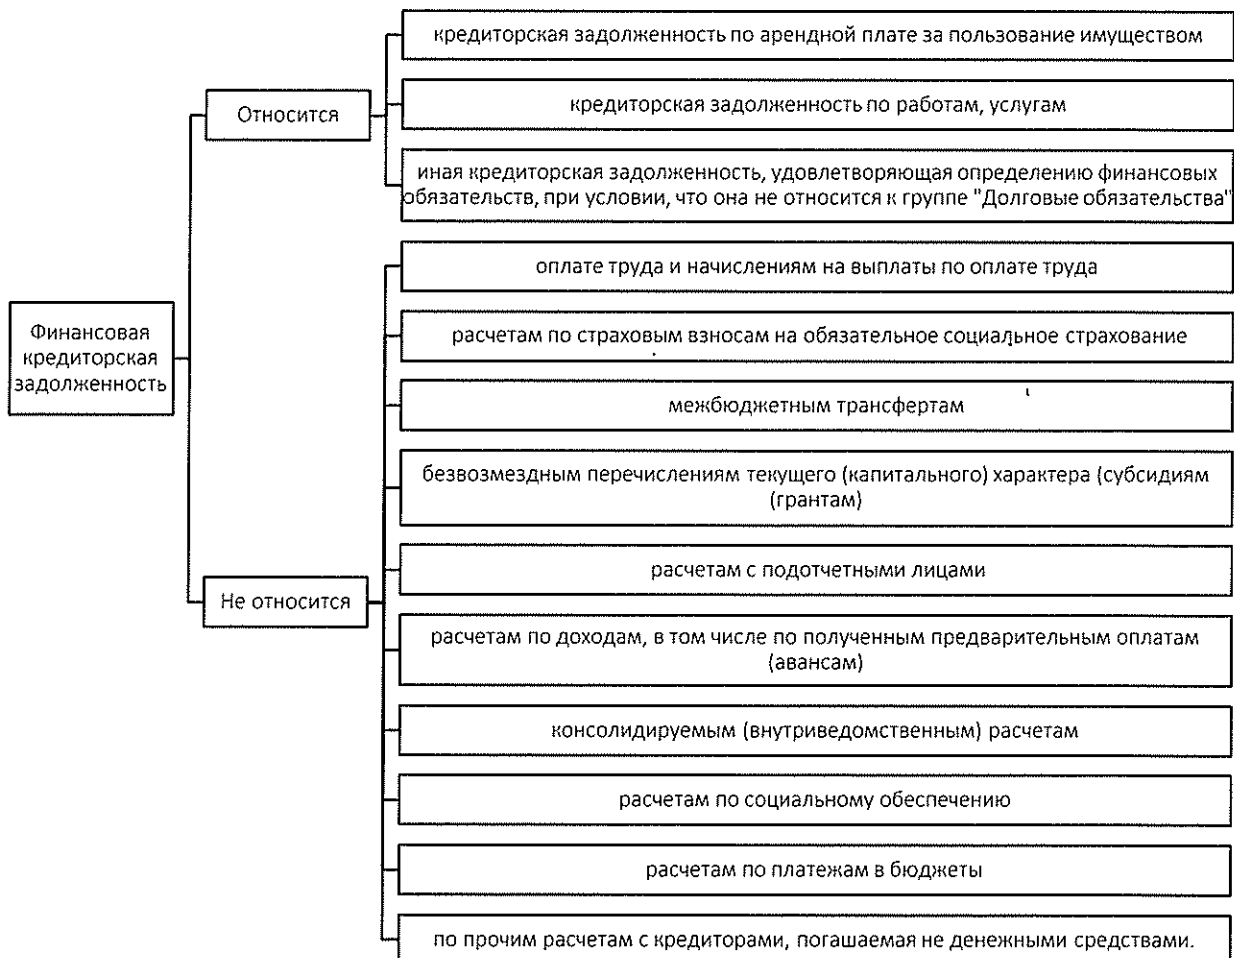 кредиторская задолженность по арендной плате за пользование имуществом
Относится
кредиторская задолженность по работам, услугам
иная кредиторская задолженность, удовлетворяющая определению финансовых
обязательств, при условии, что она не относится к группе "Долговые обязательства"
оплате труда и начислениям на выплаты по оплате труда
Финансовая
кредиторская
задолженность
расчетам по страховым взносам на обязательное социальное страхование
межбюджетным трансфертам
безвозмездным перечислениям текущего (капитального) характера (субсидиям
(грантам)
расчетам с подотчетными лицами
Не относится
расчетам по доходам, в том числе по полученным предварительным оплатам
(авансам)
консолидируемым (внутриведомственным) расчетам
расчетам по социальному обеспечению
расчетам по платежам в бюджеты
по прочим расчетам с кредиторами, погашаемая не денежными средствами.